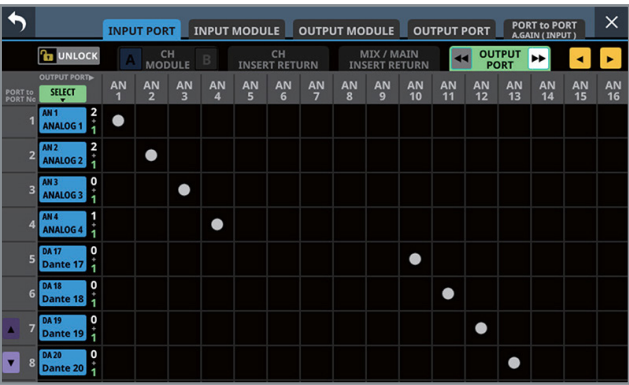 INPUT PORT INPUT MODULE OUTPUT MODULE OUTPUT PORT PORT to PORT
A.GAIN ( INPUT )
UNLOCK A CH
MODULE B CH
INSERT RETURN MIX / MAIN
INSERT RETURN OUTPUT
PORT
OUTPUT PORT
PORT to
PORT No SELECT AN
1 AN
2 AN
3 AN
4 AN
5 AN
6 AN
7 AN
8 AN
9 AN
10 AN
11 AN
12 AN
13 AN
14 AN
15 AN
16
1 AN 1
ANALOG 1 2
+
1
2 AN 2
ANALOG 2 2
+
1
3 AN 3
ANALOG 3 0
+
1
4 AN 4
ANALOG 4 1
+
1
5 DA 17
Dante 17 0
+
1
6 DA 18
Dante 18 0
+
1
7 DA 19
Dante 19 0
+
1
8 DA 20
Dante 20 0
+
1